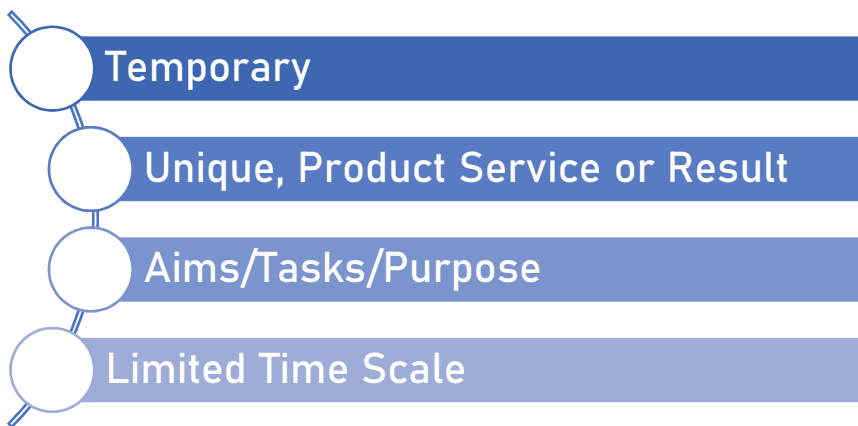 Temporary
Unique, Product Service or Result
Aims/Tasks/Purpose
Limited Time Scale